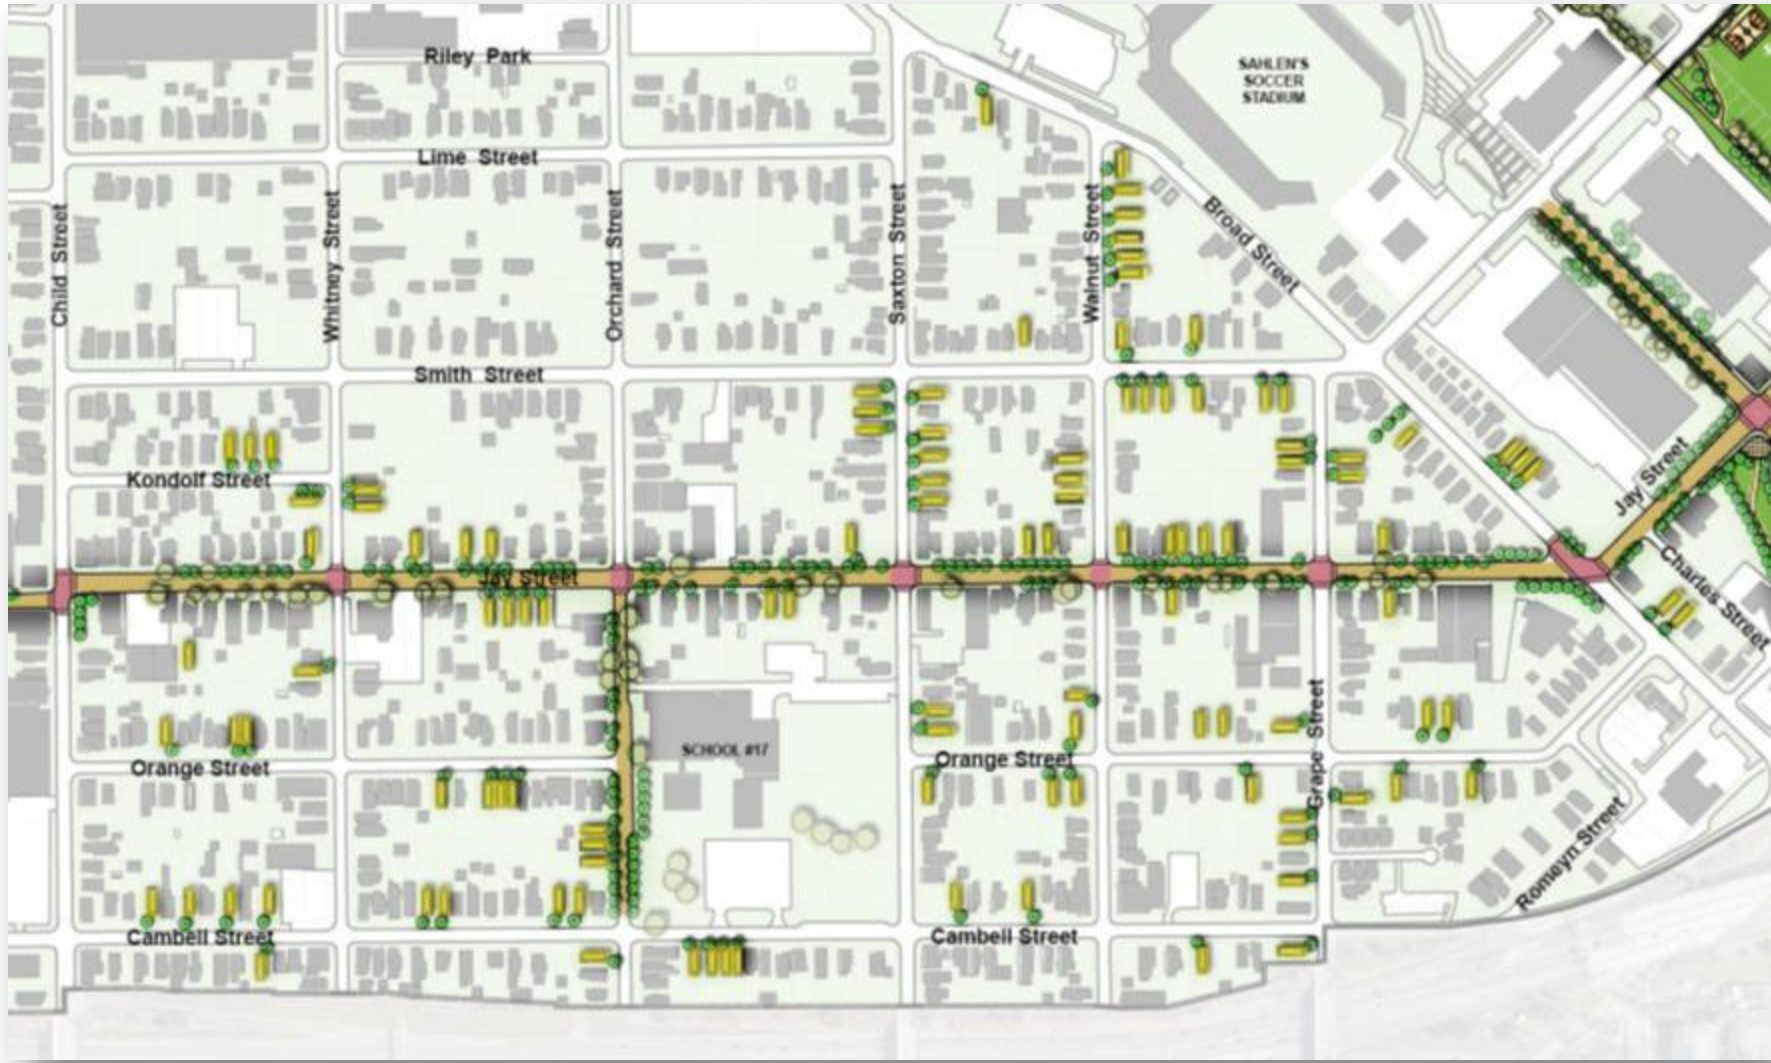 Riley Park
SAHLEN'S
SOCCER
STADIUM
Lime Street
Child Street
Whitney Street
Orchard Street
Saxton Street
Walnut Street
Broad Street
Smith Street
Kondolf Street
Jay Street
Jay Street
Charles Street
SCHOOL #17
Orange Street
Orange Street
Grape Street
Romeyn Street
Cambell Street
Cambell Street